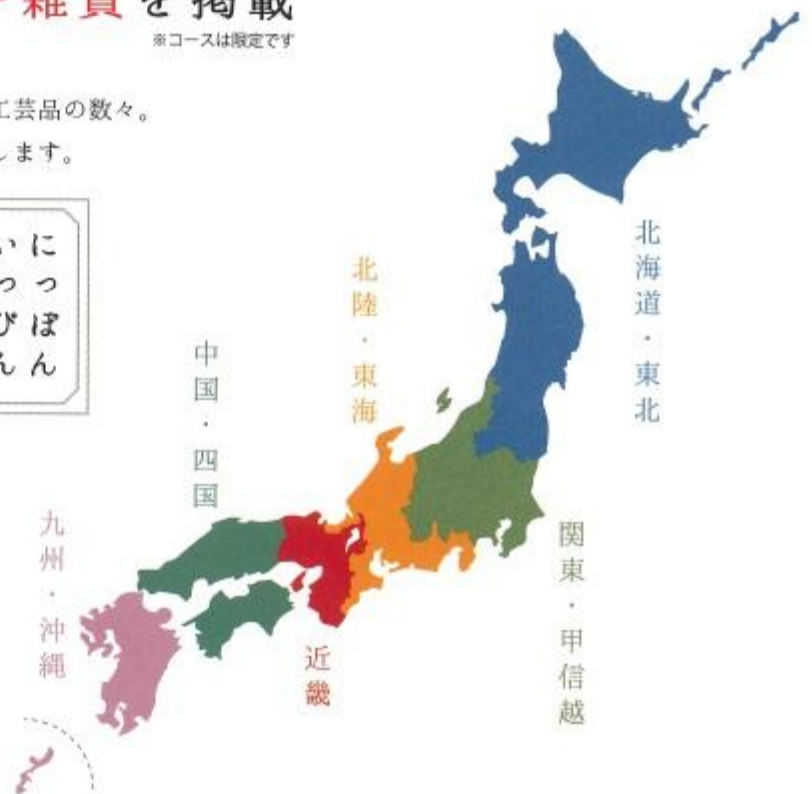 雑貨を掲載
※コースは限定です
工芸品の数々。
します。
にっぽん
いっぴん
北海道・東北
北陸・東海
中国・四国
関東・甲信越
九州・沖縄
近畿